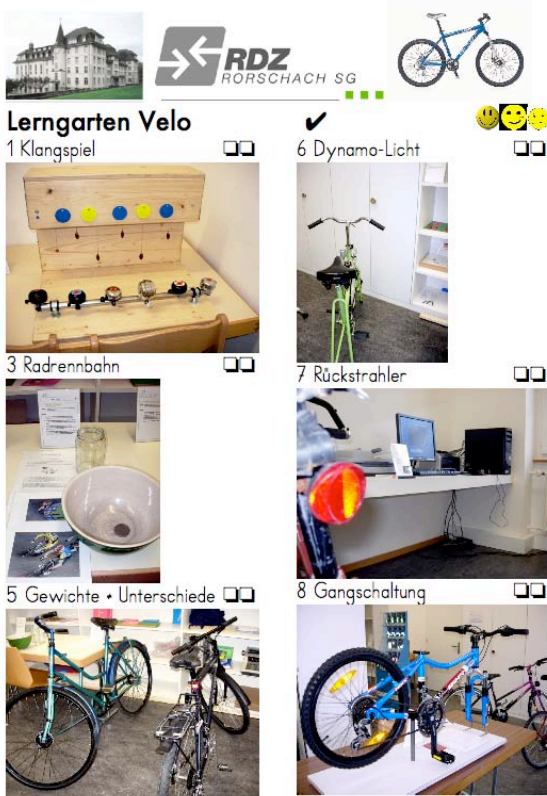 RDZ
RORSCHACH SG
Lerngarten Velo
1 Klangspiel
6 Dynamo-Licht
3 Radrennbahn
7 Rückstrahler
5 Gewichte + Unterschiede
8 Gangschaltung